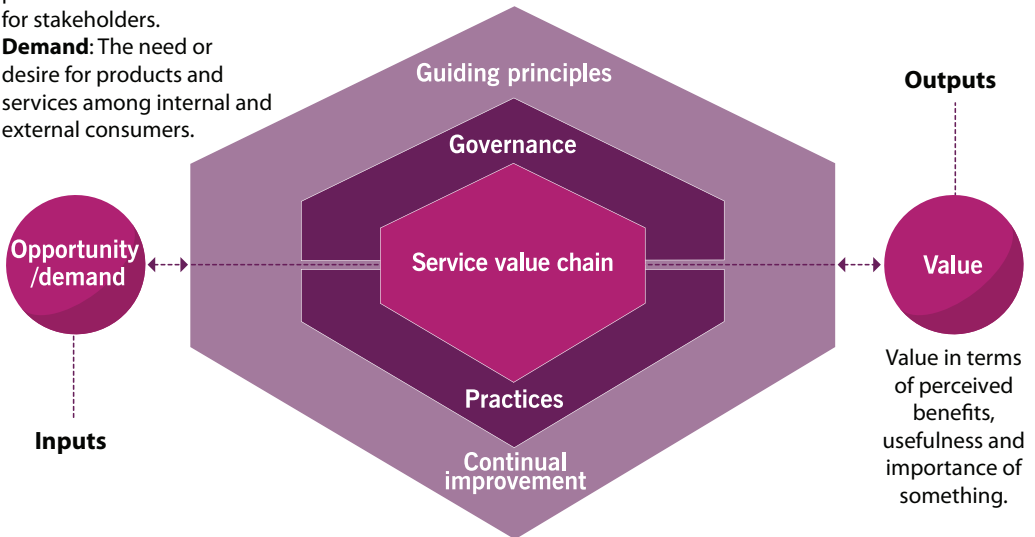 for stakeholders.
Demand: The need or
desire for products and
services among internal and
external consumers.
Guiding principles
Governance
Outputs
Opportunity
/demand
Service value chain
Value
Practices
Inputs
Continual
improvement
Value in terms
of perceived
benefits,
usefulness and
importance of
something.